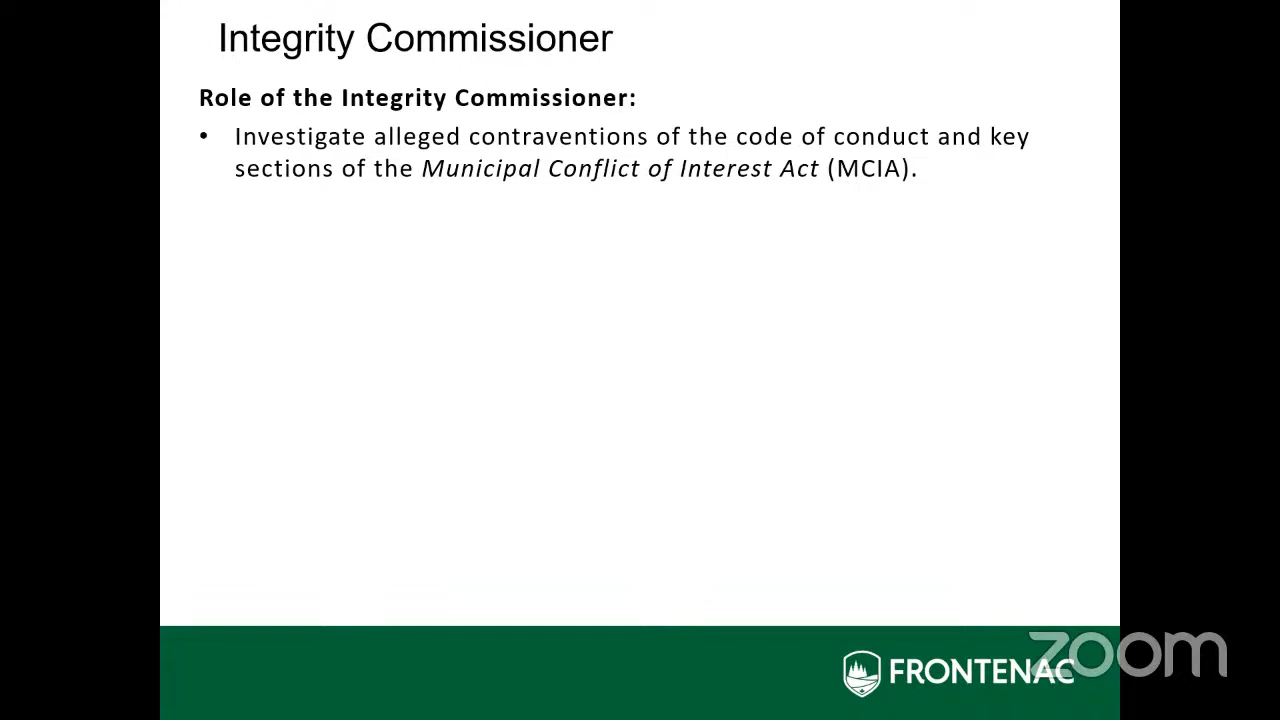 Integrity Commissioner
Role of the Integrity Commissioner:
• Investigate alleged contraventions of the code of conduct and key
sections of the Municipal Conflict of Interest Act (MCIA).
FRONTENAC
zoom